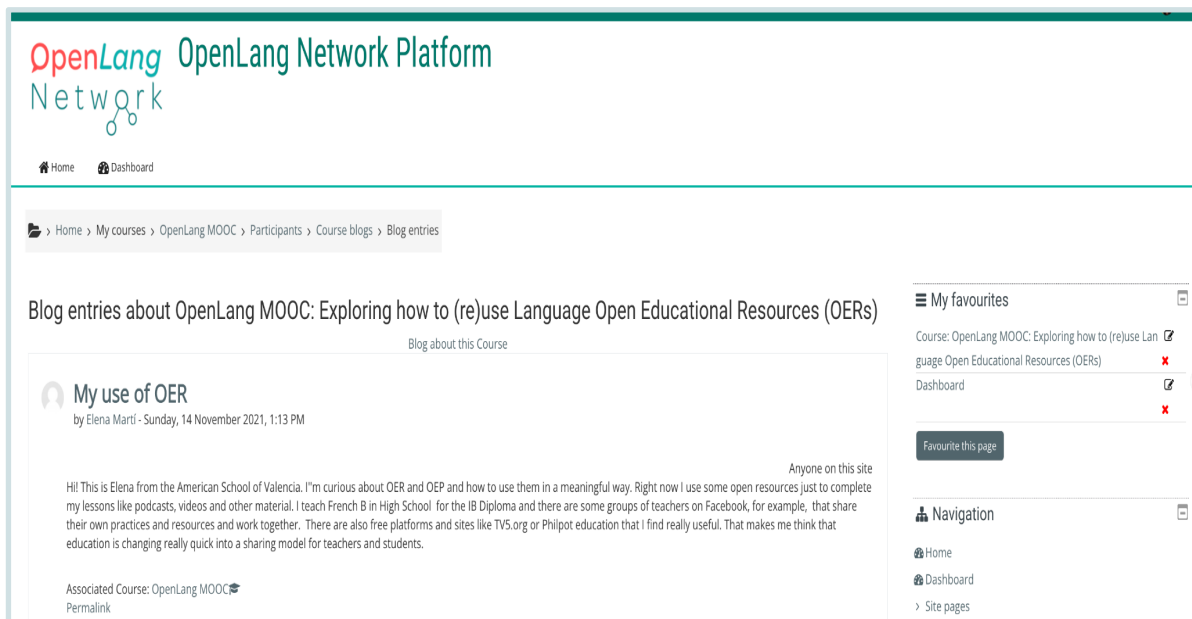 OpenLang Network Platform
OpenLang
Network
Home Dashboard
› Home › My courses › OpenLang MOOC › Participants › Course blogs › Blog entries
Blog entries about OpenLang MOOC: Exploring how to (re)use Language Open Educational Resources (OERs)
Blog about this Course
My use of OER
by Elena Martí - Sunday, 14 November 2021, 1:13 PM
Anyone on this site
Hi! This is Elena from the American School of Valencia. I''m curious about OER and OEP and how to use them in a meaningful way. Right now I use some open resources just to complete
my lessons like podcasts, videos and other material. I teach French B in High School for the IB Diploma and there are some groups of teachers on Facebook, for example, that share
their own practices and resources and work together. There are also free platforms and sites like TV5.org or Philpot education that I find really useful. That makes me think that
education is changing really quick into a sharing model for teachers and students.
Associated Course: OpenLang MOOC
Permalink
My favourites
Course: OpenLang MOOC: Exploring how to (re)use Lan
guage Open Educational Resources (OERs)
Dashboard
Favourite this page
Navigation
Home
Dashboard
› Site pages